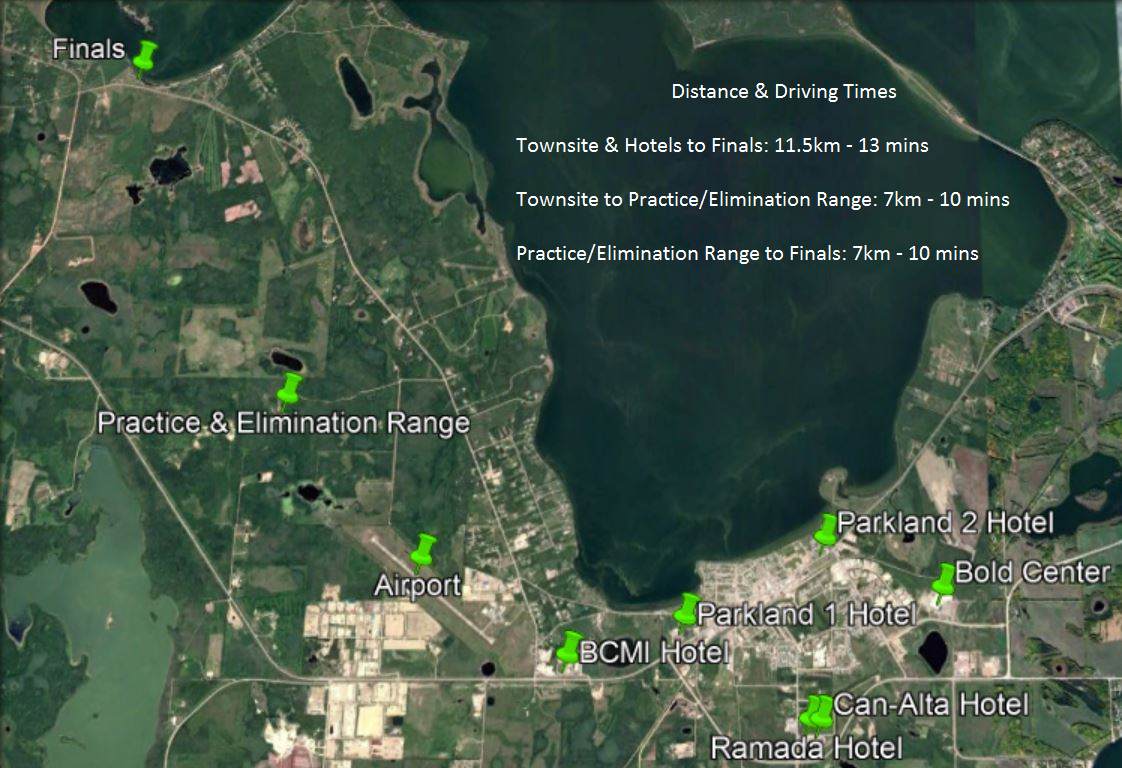 Finals
Distance & Driving Times
Townsite & Hotels to Finals: 11.5km - 13 mins
Townsite to Practice/Elimination Range: 7km - 10 mins
Practice/Elimination Range to Finals: 7km - 10 mins
Practice & Elimination Range
Parkland 2 Hotel
Airport
Bold Center
Parkland 1 Hotel
BCMI Hotel
Can-Alta Hotel
Ramada Hotel